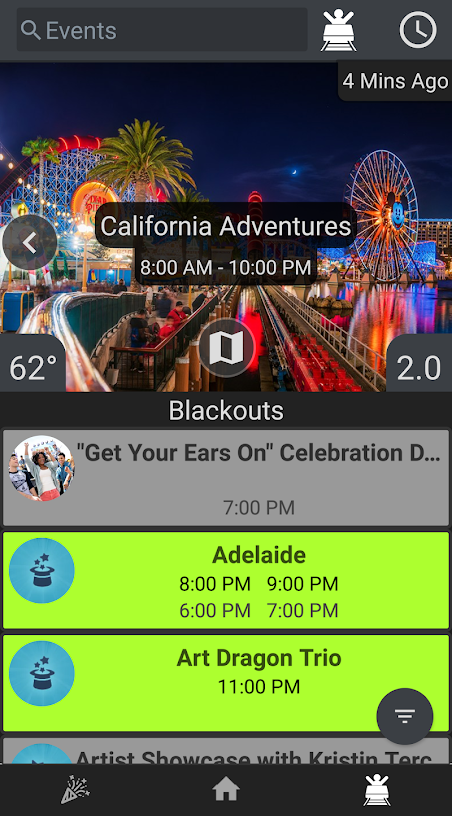 Events
4 Mins Ago
California Adventures
8:00 AM - 10:00 PM
62°
2.0
Blackouts
"Get Your Ears On" Celebration D...
7:00 PM
Adelaide
8:00 PM 9:00 PM
6:00 PM 7:00 PM
Art Dragon Trio
11:00 PM
Artist Showcase with Kristin Terc